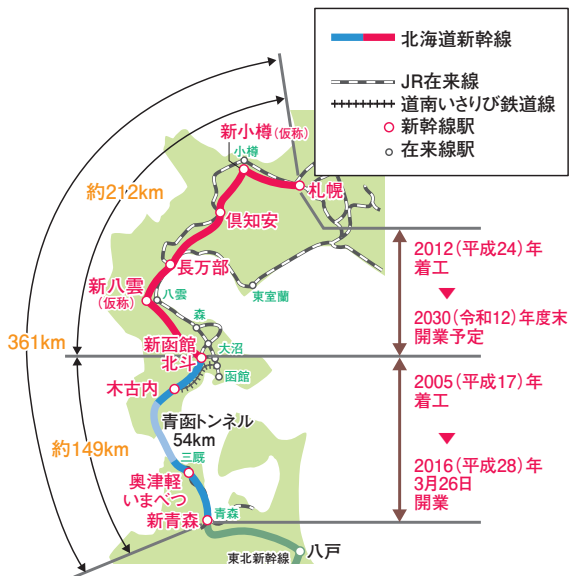 北海道新幹線
JR在来線
道南いさりび鉄道線
新幹線駅
在来線駅
新小樽(仮称)
小樽
札幌
約212km
倶知安
2012(平成24)年
着工
長万部
新八雲
(仮称)
八雲
東室蘭
2030(令和12)年度末
開業予定
森
361km
新函館
北斗
大沼
函館
木古内
2005(平成17)年
着工
青函トンネル
54km
約149km
三厩
奥津軽
いまべつ
2016(平成28)年
3月26日
開業
新青森
青森
東北新幹線
八戸